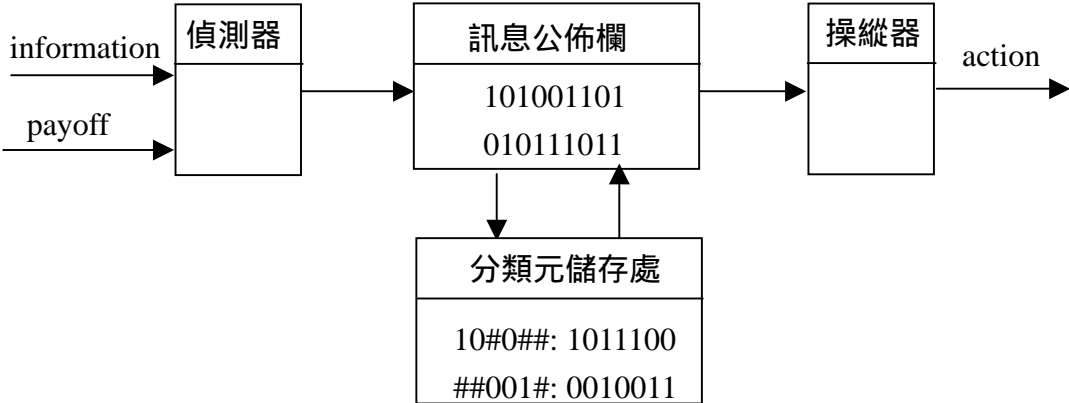 information
payoff
偵測器
訊息公佈欄
101001101
010111011
操縱器
action
分類元儲存處
10#0##: 1011100
##001#: 0010011